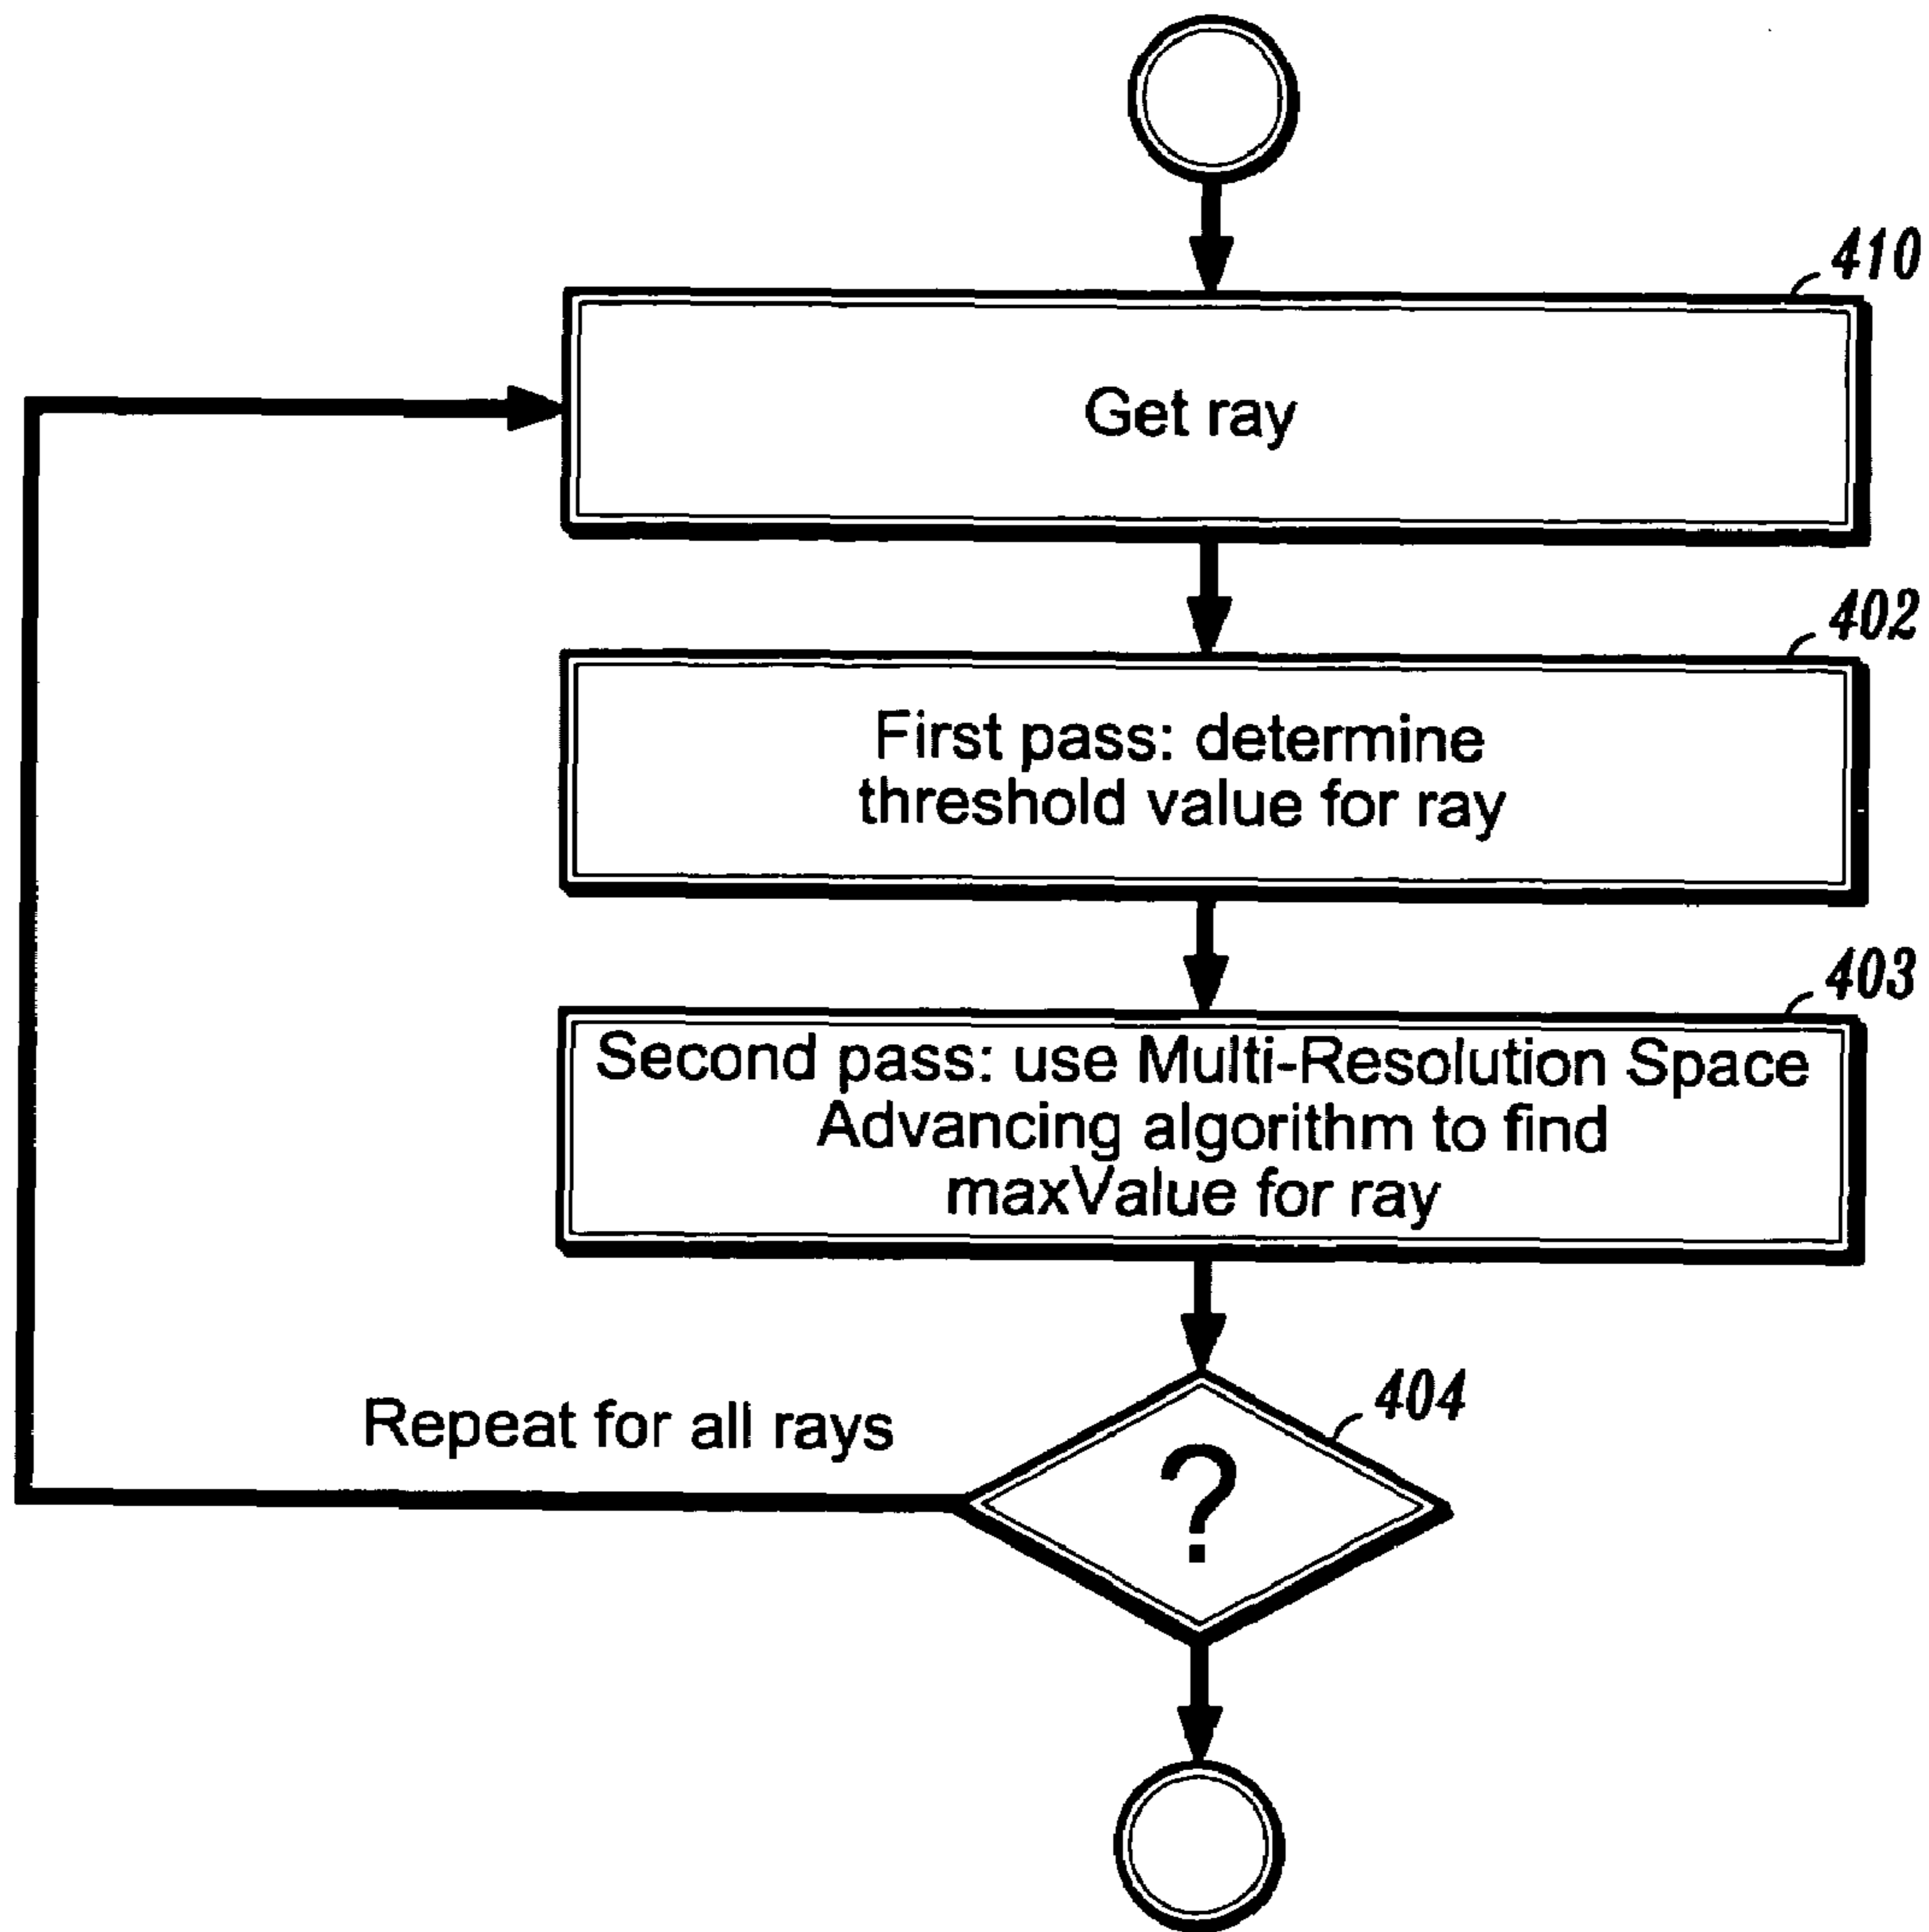 410
Get ray
402
First pass: determine
threshold value for ray
403
Second pass: use Multi-Resolution Space
Advancing algorithm to find
maxValue for ray
404
Repeat for all rays
?